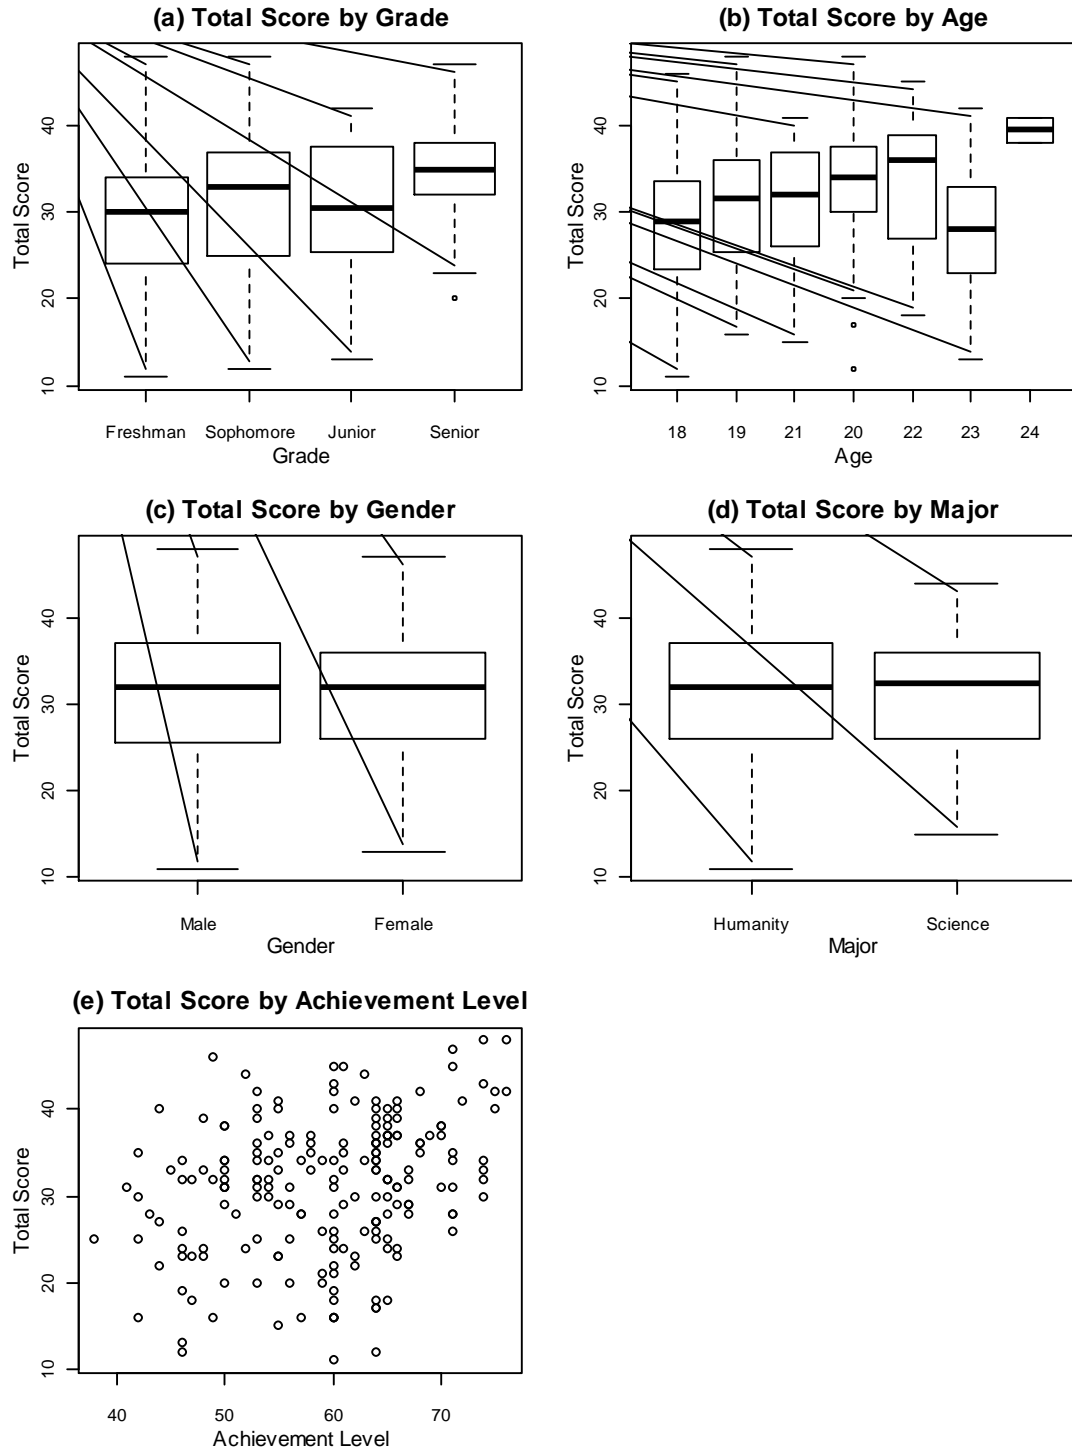 (a) Total Score by Grade
Total Score
10 20 30 40
Freshman Sophomore Junior Senior
Grade
(b) Total Score by Age
Total Score
10 20 30 40
18 19 21 20 22 23 24
Age
(c) Total Score by Gender
Total Score
10 20 30 40
Male Female
Gender
(d) Total Score by Major
Total Score
10 20 30 40
Humanity Science
Major
(e) Total Score by Achievement Level
Total Score
10 20 30 40
40 50 60 70
Achievement Level